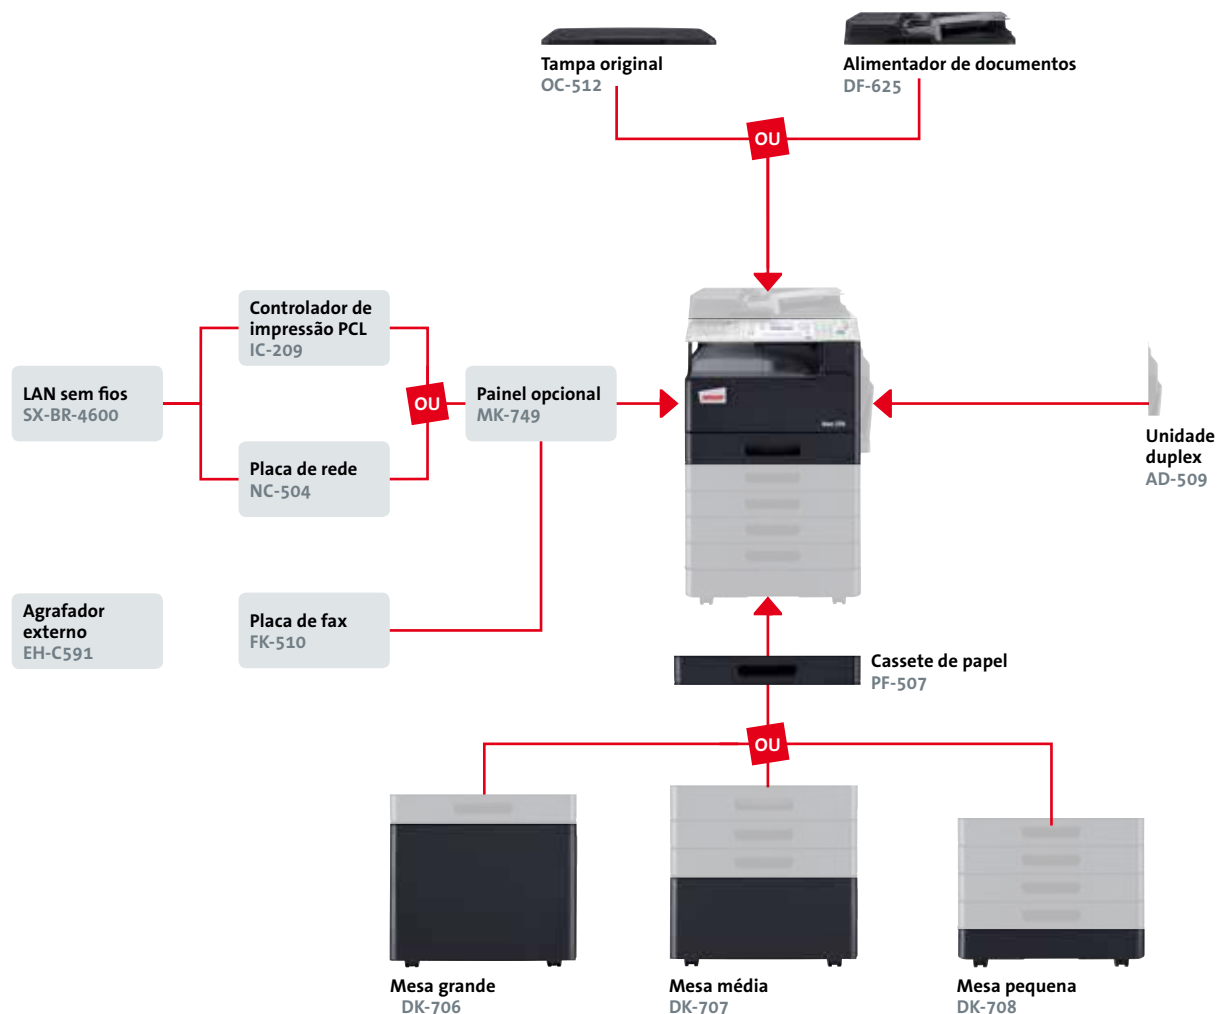 Tampa original
OC-512
Alimentador de documentos
DF-625
OU
Controlador de
impressão PCL
IC-209
LAN sem fios
SX-BR-4600
OU
Painel opcional
MK-749
Placa de rede
NC-504
Unidade
duplex
AD-509
Agrafador
externo
EH-C591
Placa de fax
FK-510
Cassete de papel
PF-507
OU
Mesa grande
DK-706
Mesa média
DK-707
Mesa pequena
DK-708